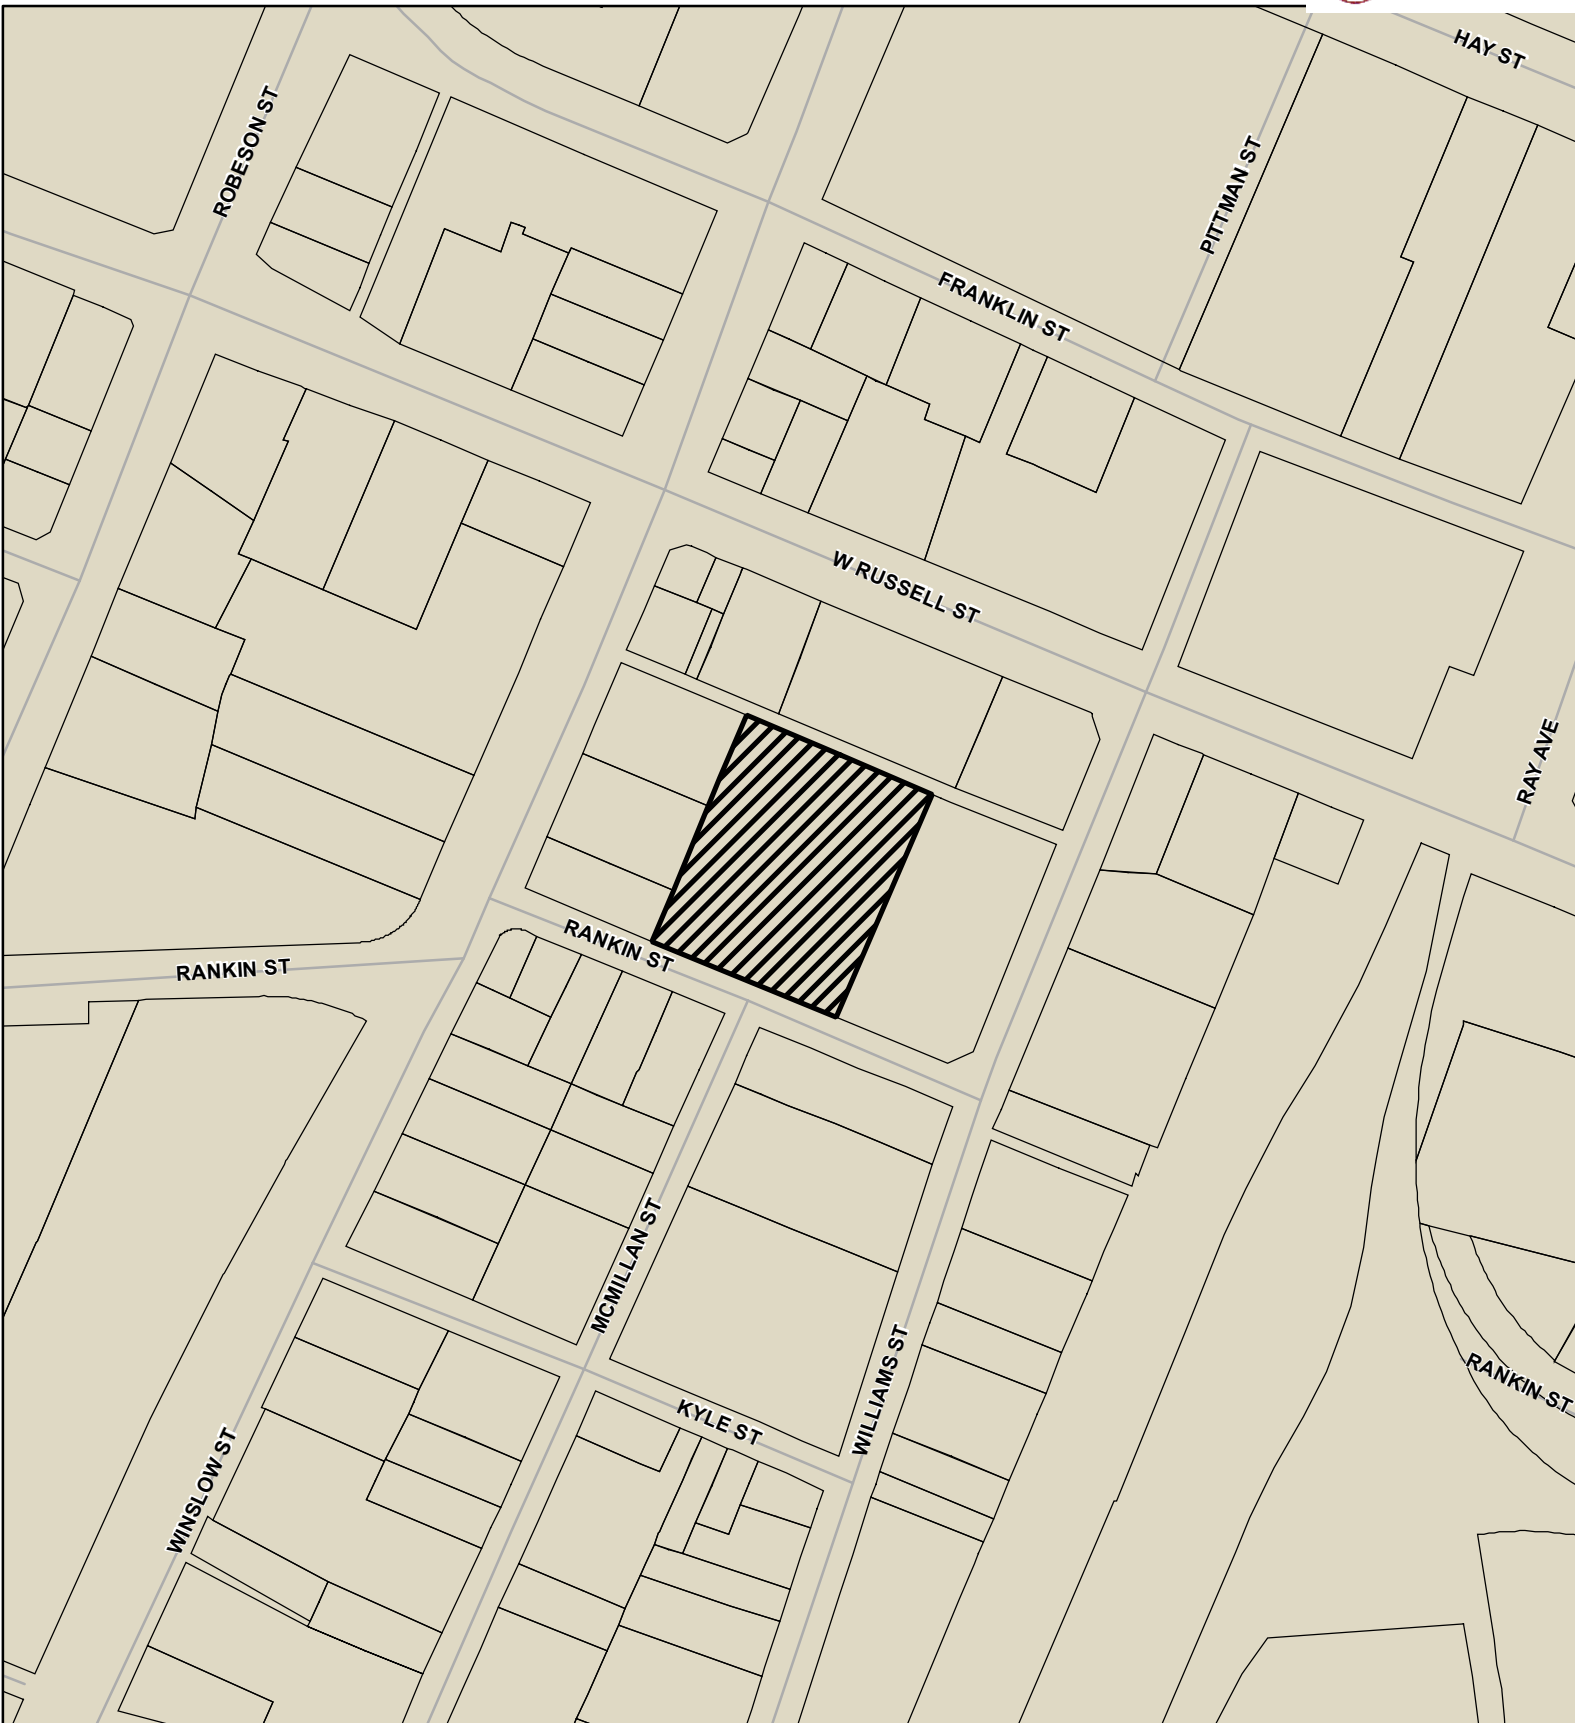 HAY ST
ROBESON ST
PITTMAN ST
FRANKLIN ST
W RUSSELL ST
RAY AVE
RANKIN ST
RANKIN ST
MCMILLAN ST
WILLIAMS ST
RANKIN ST
KYLE ST
WINSLOW ST